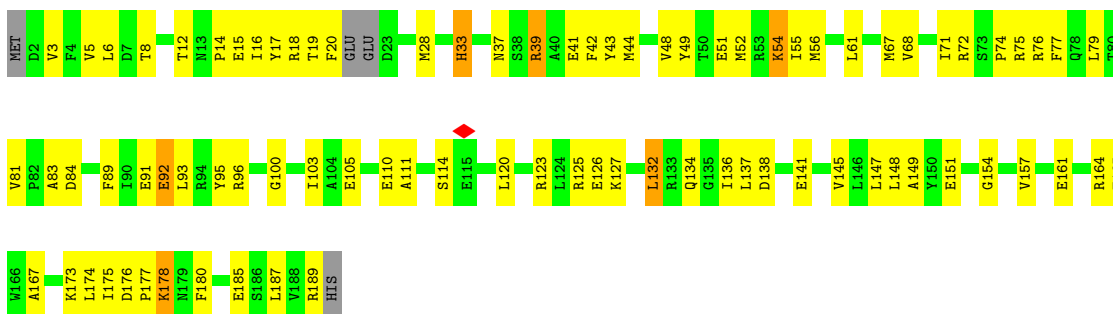 MET D2 V3 F4 V5 L6 D7 T8 T12 N13 P14 E15 I16 Y17 R18 T19 F20 GLU GLU D23 M28 H33 N37 S38 R39 A40 E41 F42 Y43 M44 V48 Y49 T50 E51 M52 R53 K54 I55 M56 L61 M67 V68 I71 R72 S73 P74 R75 R76 F77 Q78 L79 T80
V81 P82 A83 D84 F89 I90 E91 E92 L93 R94 Y95 R96 G100 I103 A104 E105 E110 A111 S114 E115 L120 R123 L124 R125 E126 K127 L132 R133 Q134 G135 I136 L137 D138 E141 V145 L146 L147 L148 A149 Y150 E151 G154 V157 E161 R164
W166 A167 K173 L174 I175 D176 P177 K178 N179 F180 E185 S186 L187 V188 R189 HIS